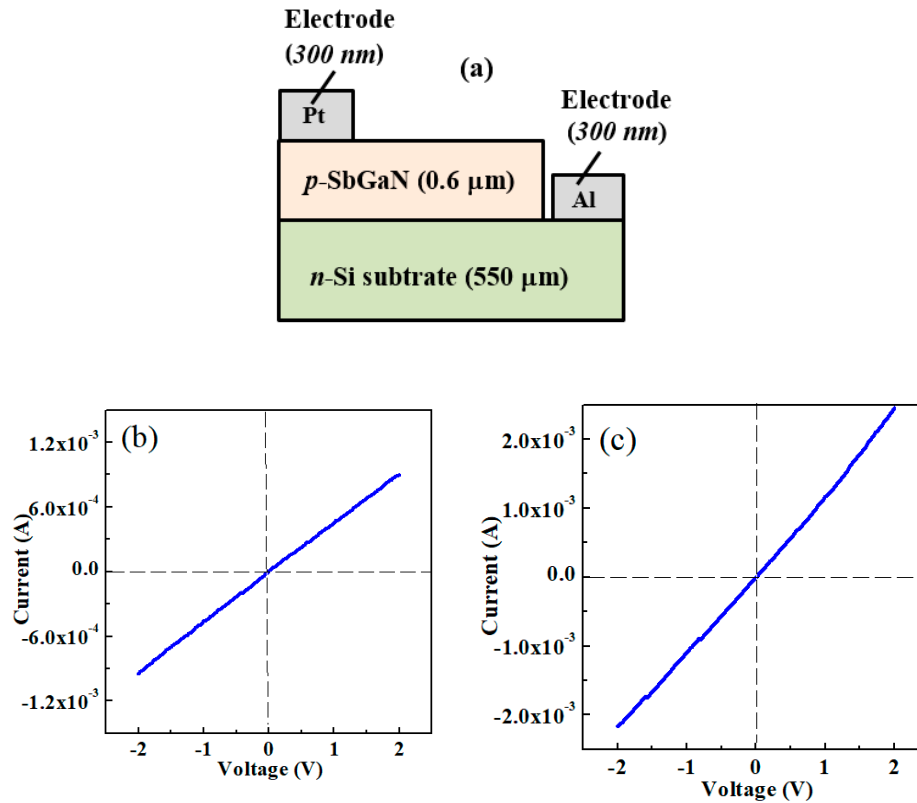 Electrode
(300 nm)
(a)
Electrode
(300 nm)
Pt
p-SbGaN (0.6 μm)
Al
n-Si subtrate (550 μm)
(b)
1.2x10⁻³
6.0x10⁻⁴
0.0
-6.0x10⁻⁴
-1.2x10⁻³
Current (A)
-2 -1 0 1 2
Voltage (V)
(c)
2.0x10⁻³
1.0x10⁻³
0.0
-1.0x10⁻³
-2.0x10⁻³
Current (A)
-2 -1 0 1 2
Voltage (V)